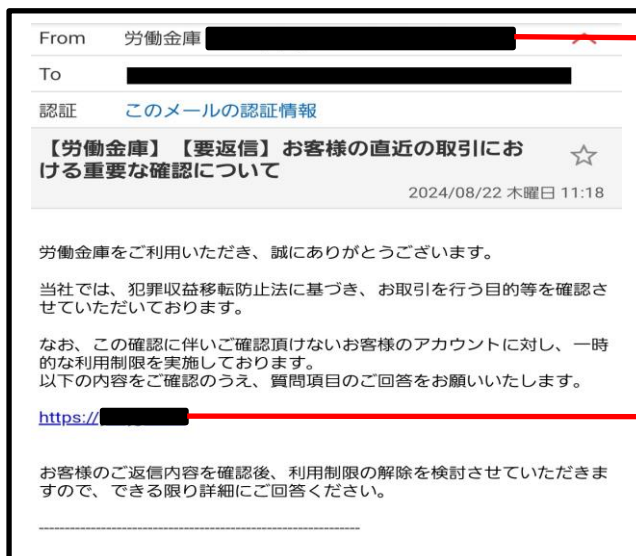 From 労働金庫
To
認証 このメールの認証情報
【労働金庫】【要返信】お客様の直近の取引にお
ける重要な確認について
2024/08/22 木曜日 11:18
労働金庫をご利用いただき、誠にありがとうございます。
当社では、犯罪収益移転防止法に基づき、お取引を行う目的等を確認さ
せていただいております。
なお、この確認に伴いご確認頂けないお客様のアカウントに対し、一時
的な利用制限を実施しております。
以下の内容をご確認のうえ、質問項目のご回答をお願いいたします。
https://
お客様のご返信内容を確認後、利用制限の解除を検討させていただきま
すので、できる限り詳細にご回答ください。